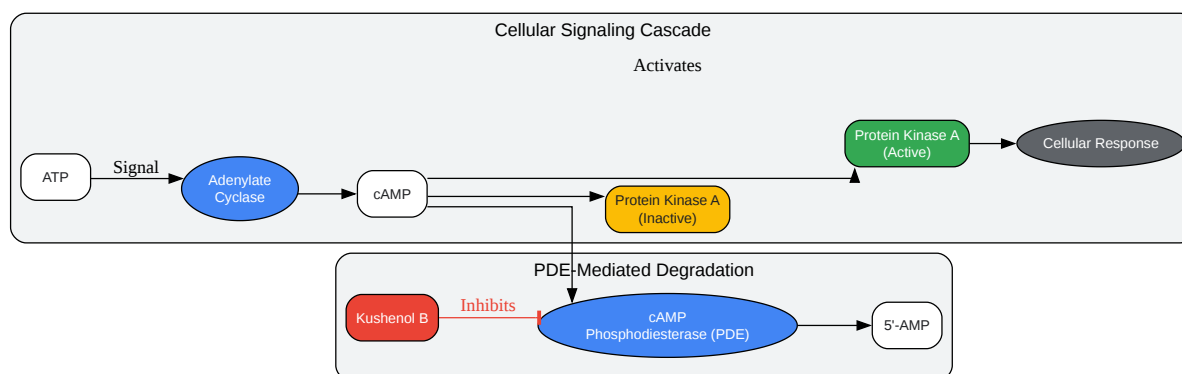 Cellular Signaling Cascade
Activates
Protein Kinase A
(Active)
Cellular Response
ATP
Signal
Adenylate
Cyclase
cAMP
Protein Kinase A
(Inactive)
PDE-Mediated Degradation
Kushenol B
Inhibits
cAMP
Phosphodiesterase (PDE)
5'-AMP